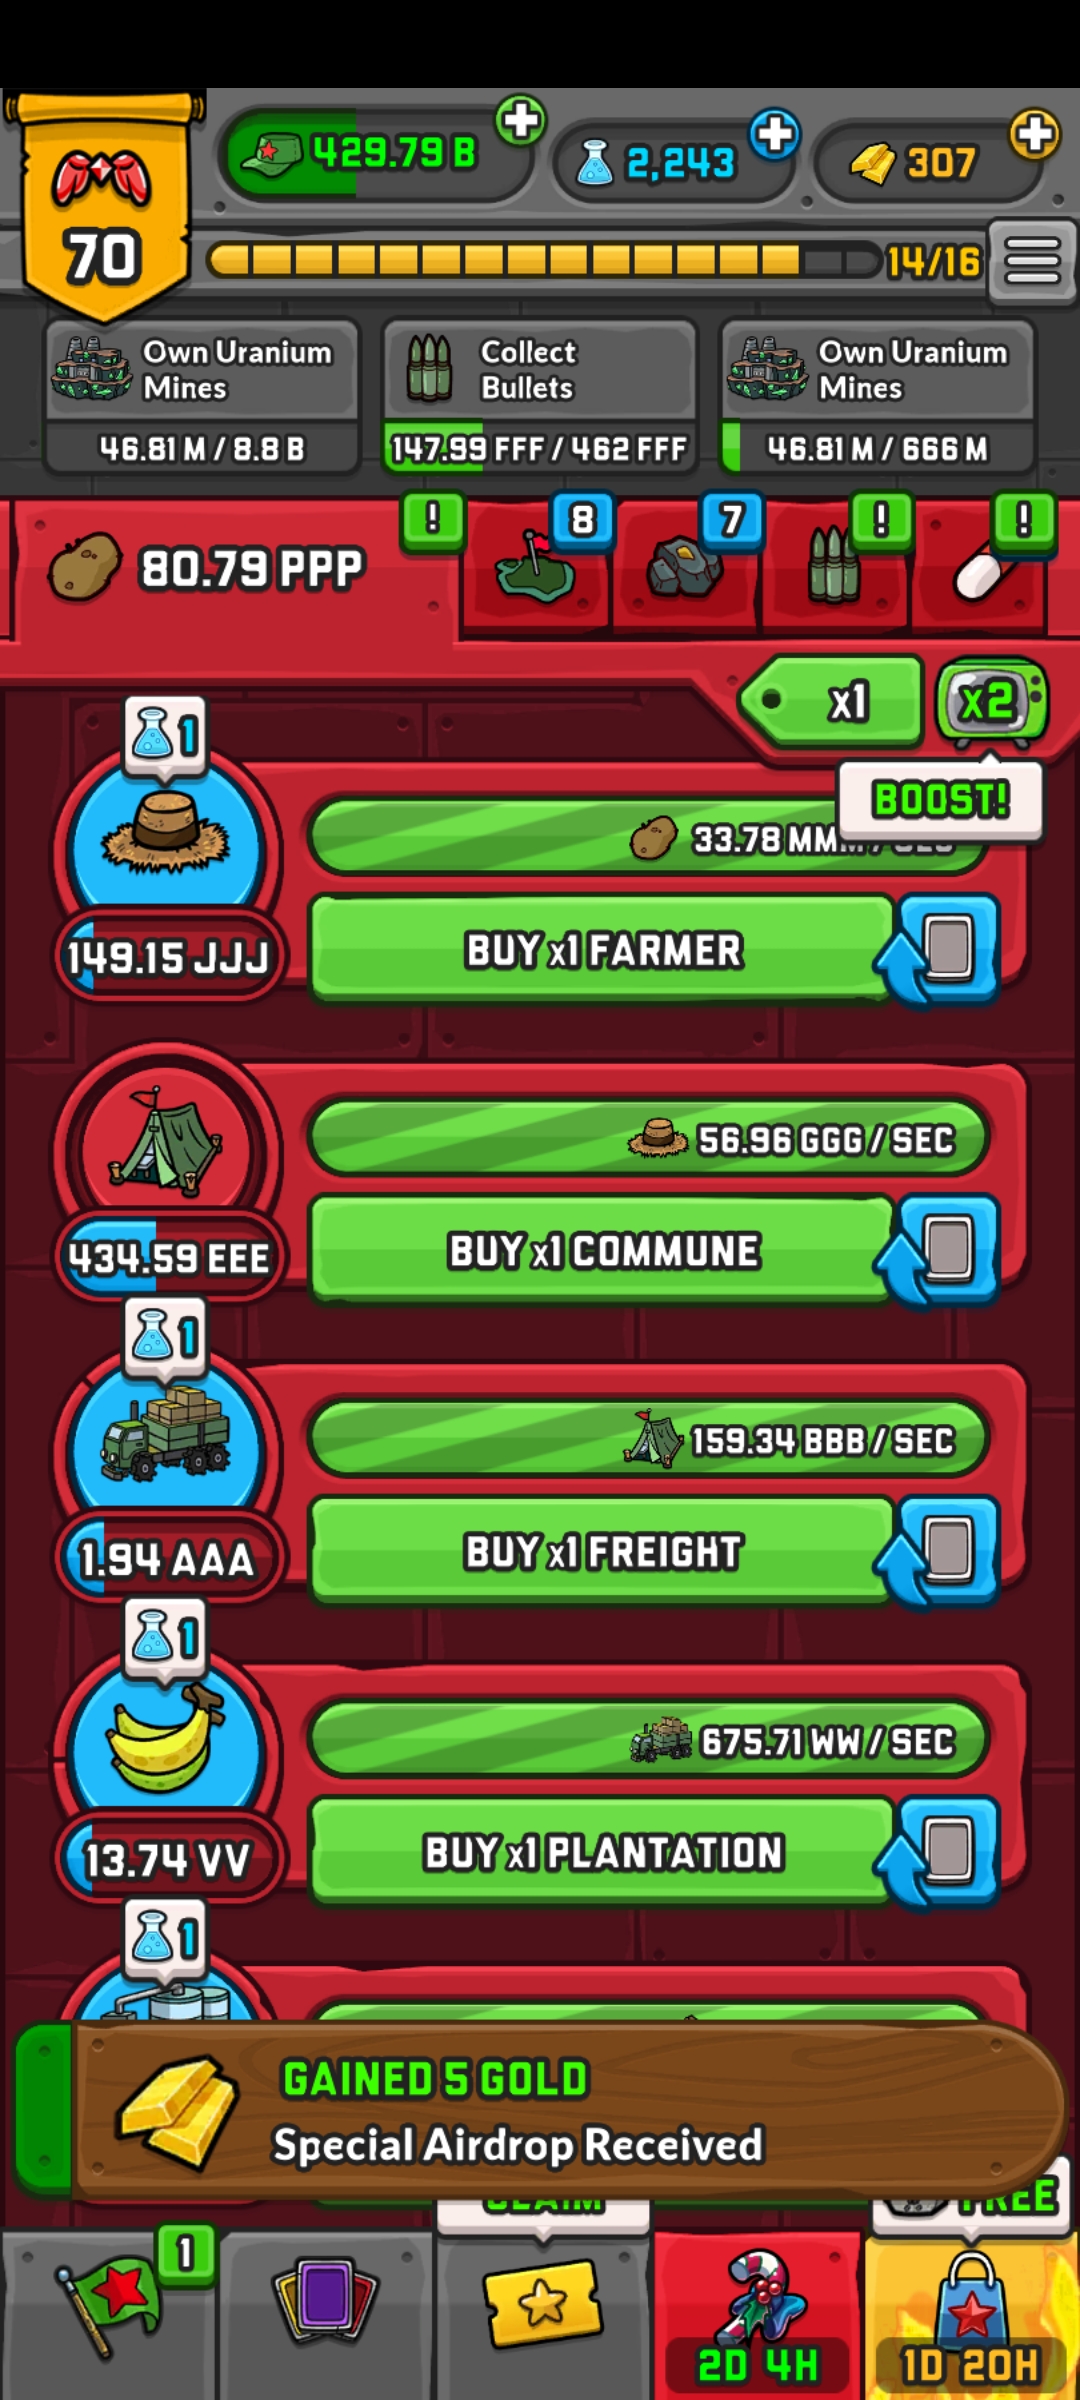 429.79 B
2,243
307
70
14/16
Own Uranium
Mines
46.81 M / 8.8 B
Collect
Bullets
147.99 FFF / 462 FFF
Own Uranium
Mines
46.81 M / 666 M
80.79 PPP
!
8
7
!
!
x1
x2
BOOST!
1
33.78 MM
149.15 JJJ
BUY x1 FARMER
56.96 GGG / SEC
434.59 EEE
BUY x1 COMMUNE
1
159.34 BBB / SEC
1.94 AAA
BUY x1 FREIGHT
1
675.71 WW / SEC
13.74 VV
BUY x1 PLANTATION
1
GAINED 5 GOLD
Special Airdrop Received
CLAIM
FREE
1
2D 4H
1D 20H